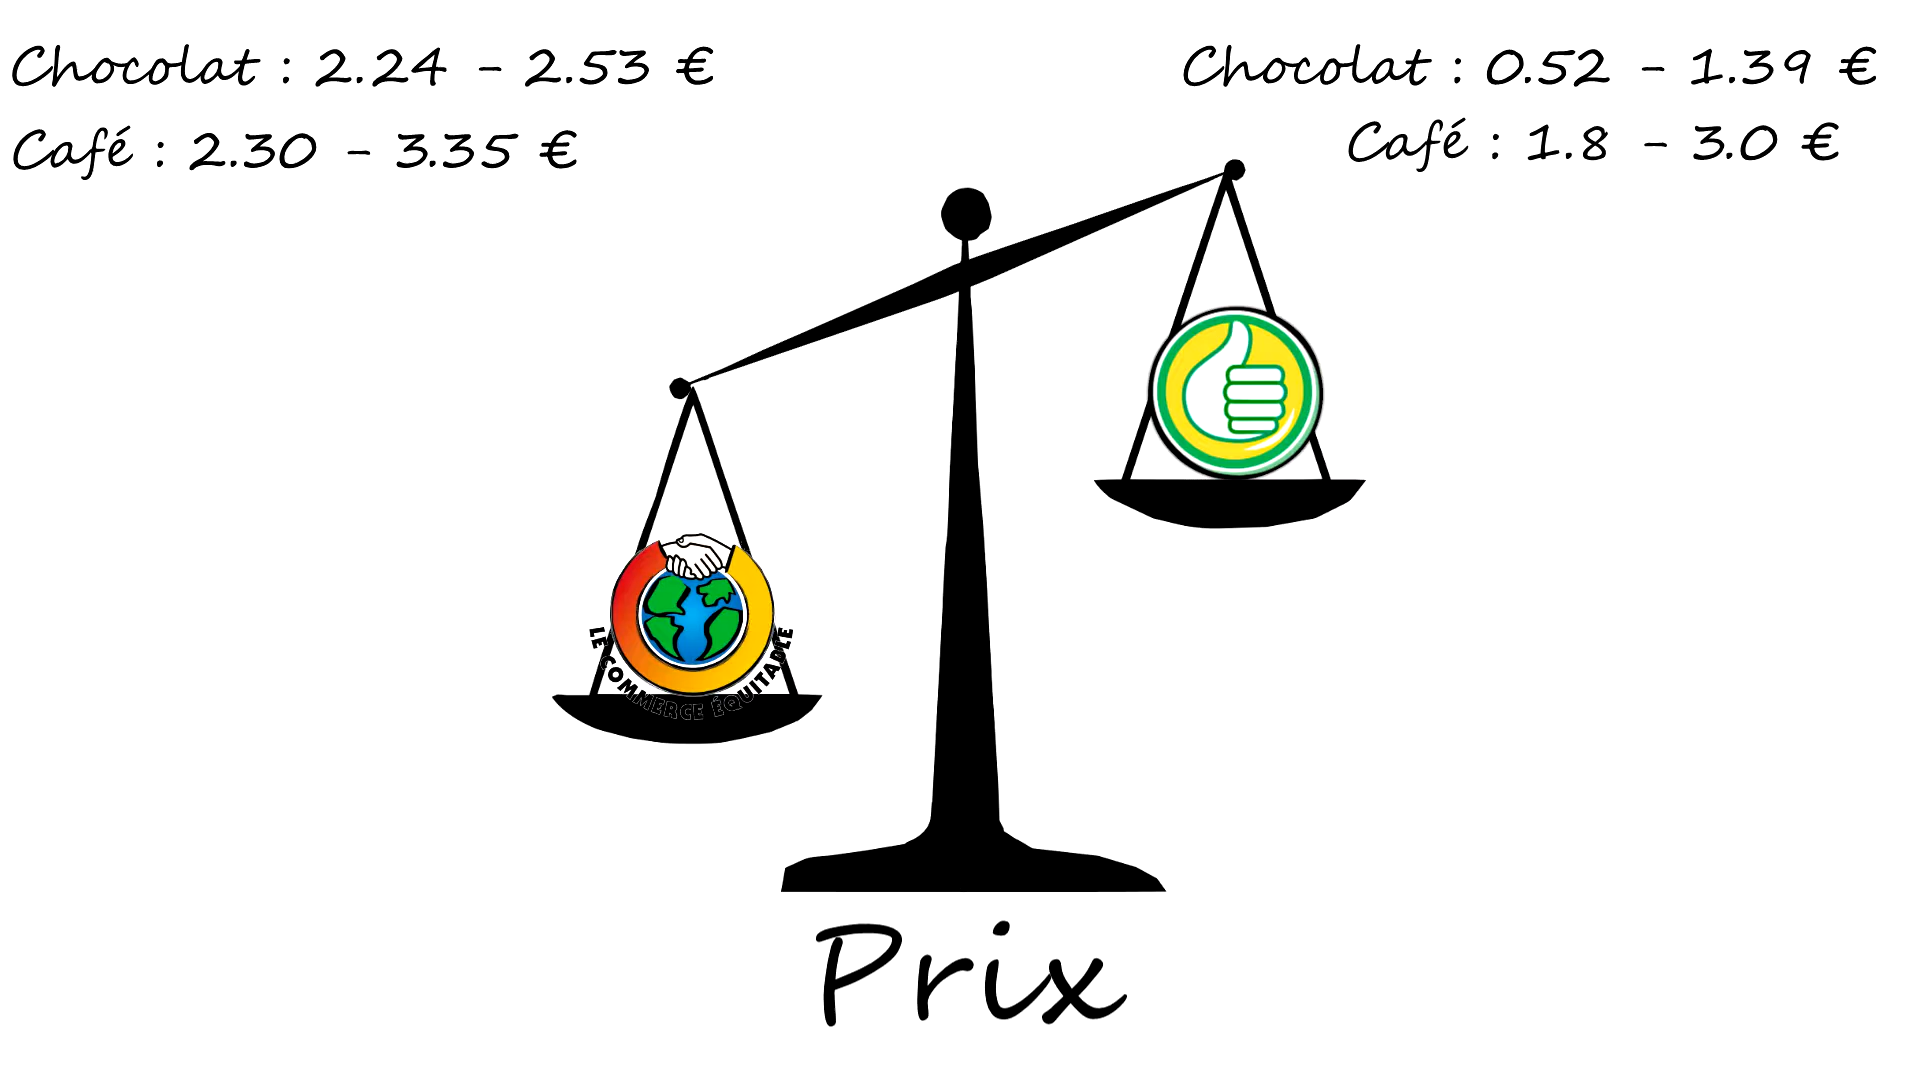 Chocolat : 2.24 - 2.53 €
Café : 2.30 - 3.35 €
Chocolat : 0.52 - 1.39 €
Café : 1.8 - 3.0 €
LE COMMERCE ÉQUITABLE
Prix